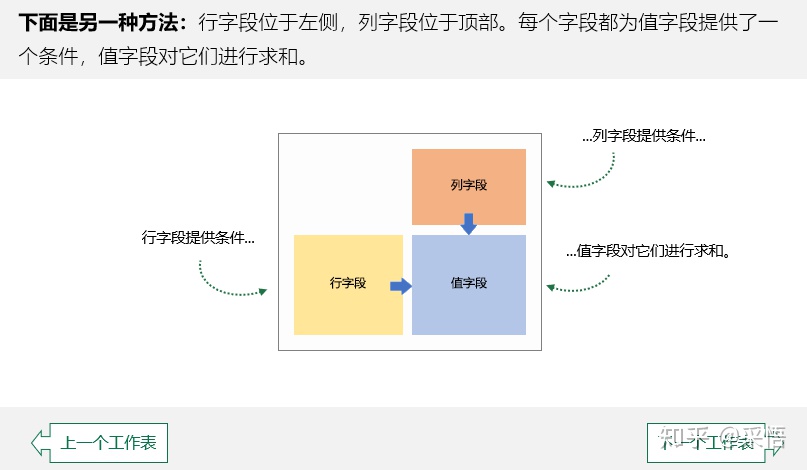 下面是另一种方法：行字段位于左侧，列字段位于顶部。每个字段都为值字段提供了一
个条件，值字段对它们进行求和。
...列字段提供条件...
列字段
行字段提供条件...
...值字段对它们进行求和。
行字段
值字段
上一个工作表
下一个工作表
知乎 @采悟